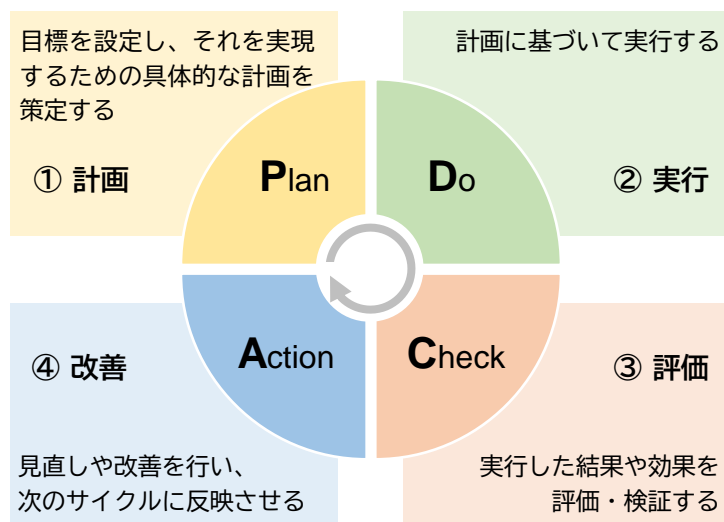 目標を設定し、それを実現
するための具体的な計画を
策定する
① 計画
Plan
計画に基づいて実行する
Do
② 実行
④ 改善
Action
見直しや改善を行い、
次のサイクルに反映させる
Check
③ 評価
実行した結果や効果を
評価・検証する